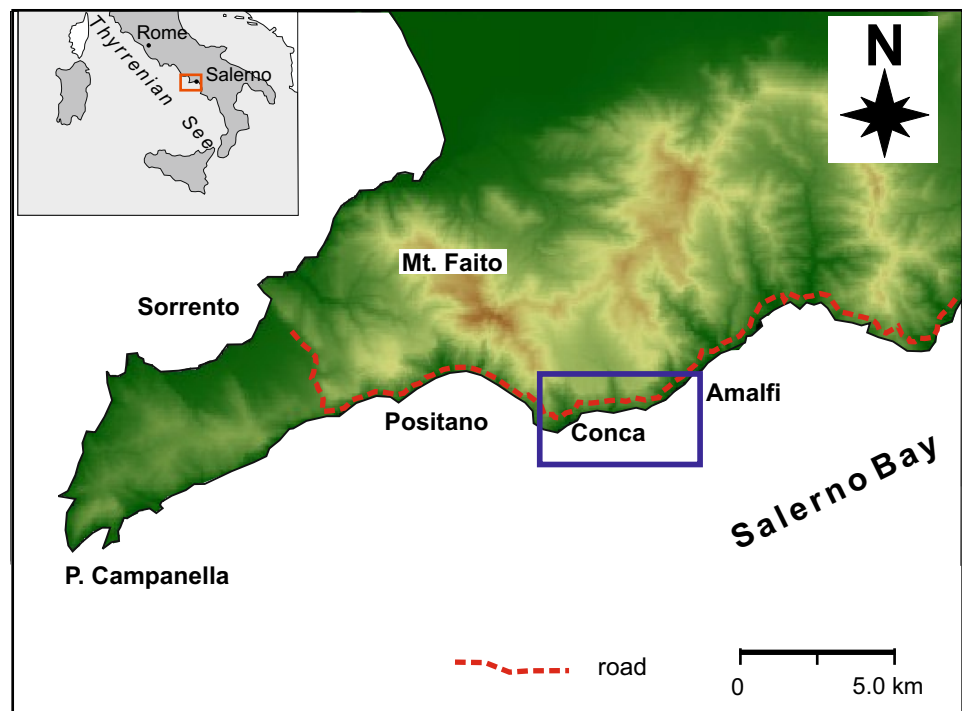 Thyrrenian See
Rome
Salerno
N
Mt. Faito
Sorrento
Positano
Conca
Amalfi
Salerno Bay
P. Campanella
road
0 5.0 km